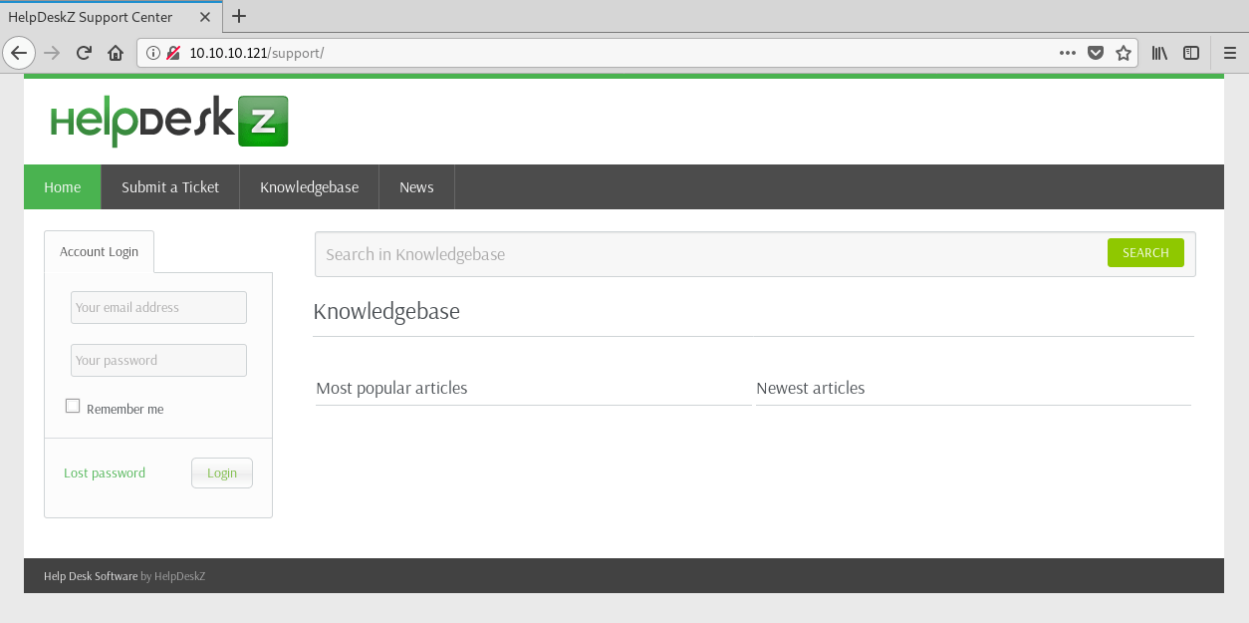 HelpDeskZ Support Center
10.10.10.121/support/
HelpDesk Z
Home Submit a Ticket Knowledgebase News
Account Login
Your email address
Your password
Remember me
Lost password Login
Search in Knowledgebase SEARCH
Knowledgebase
Most popular articles Newest articles
Help Desk Software by HelpDeskZ